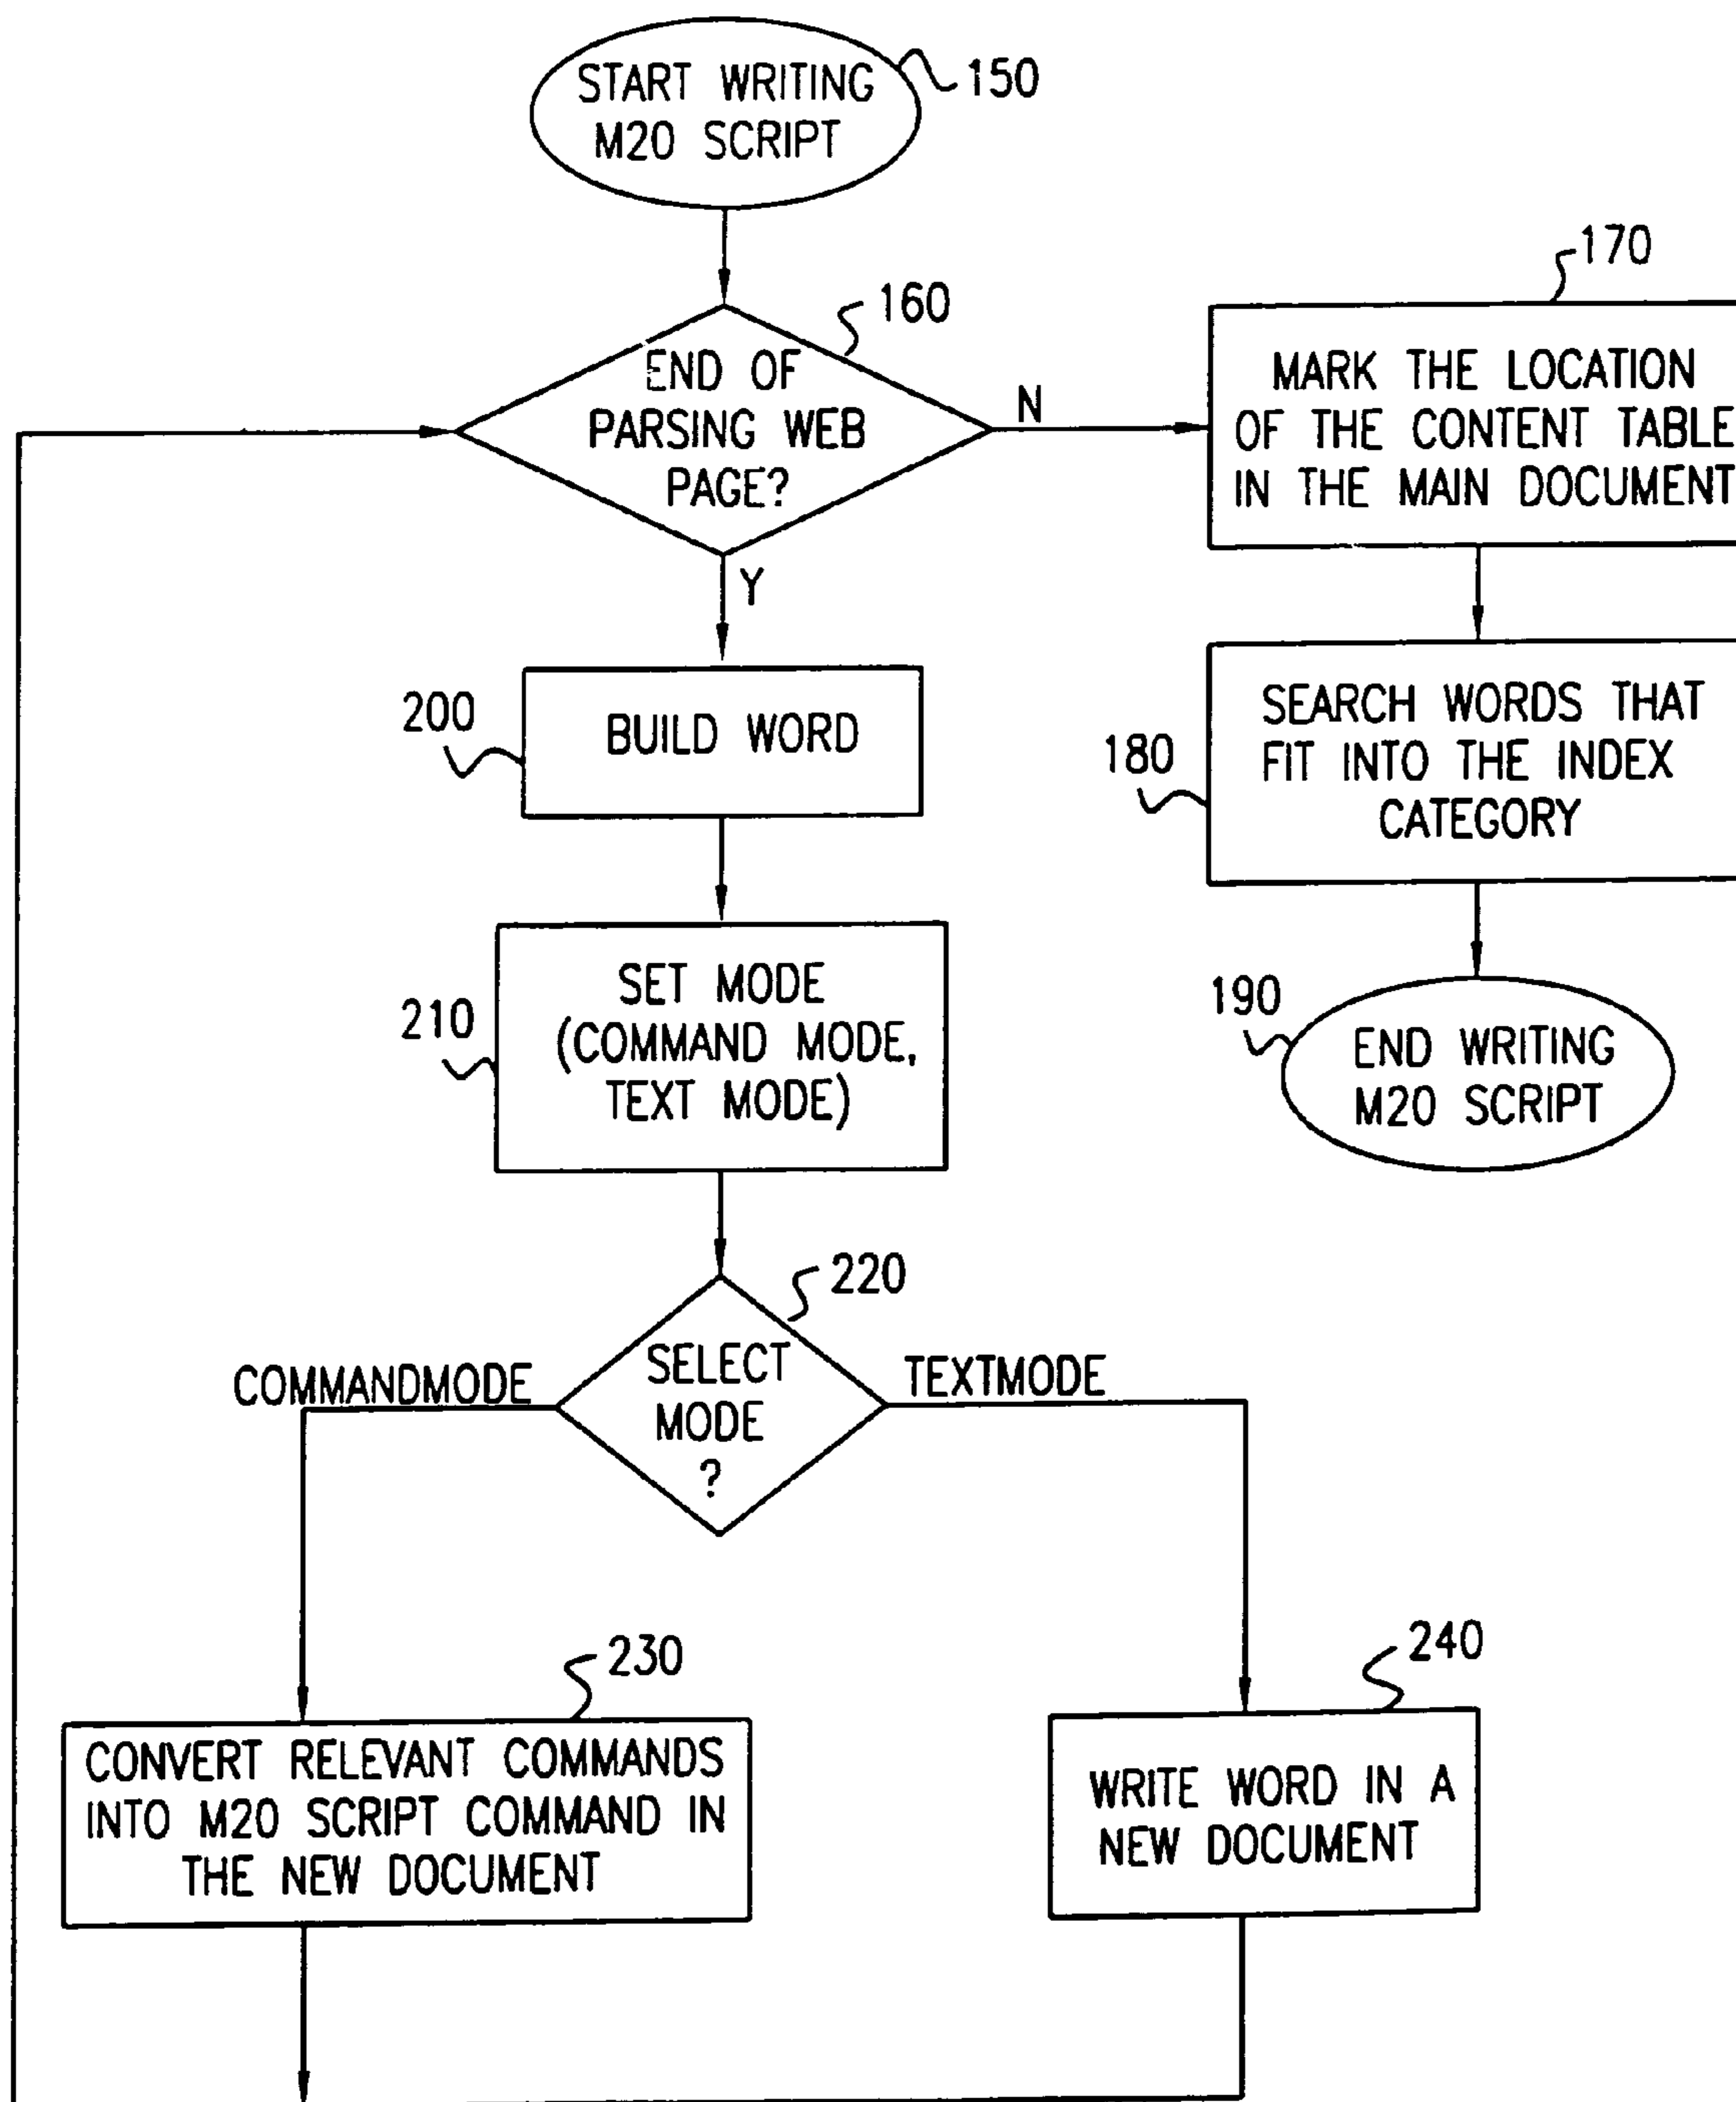 START WRITING
M20 SCRIPT
150
160
END OF
PARSING WEB
PAGE?
N
Y
170
MARK THE LOCATION
OF THE CONTENT TABLE
IN THE MAIN DOCUMENT
200
BUILD WORD
180
SEARCH WORDS THAT
FIT INTO THE INDEX
CATEGORY
210
SET MODE
(COMMAND MODE,
TEXT MODE)
190
END WRITING
M20 SCRIPT
220
SELECT
MODE
?
COMMANDMODE
TEXTMODE
230
CONVERT RELEVANT COMMANDS
INTO M20 SCRIPT COMMAND IN
THE NEW DOCUMENT
240
WRITE WORD IN A
NEW DOCUMENT